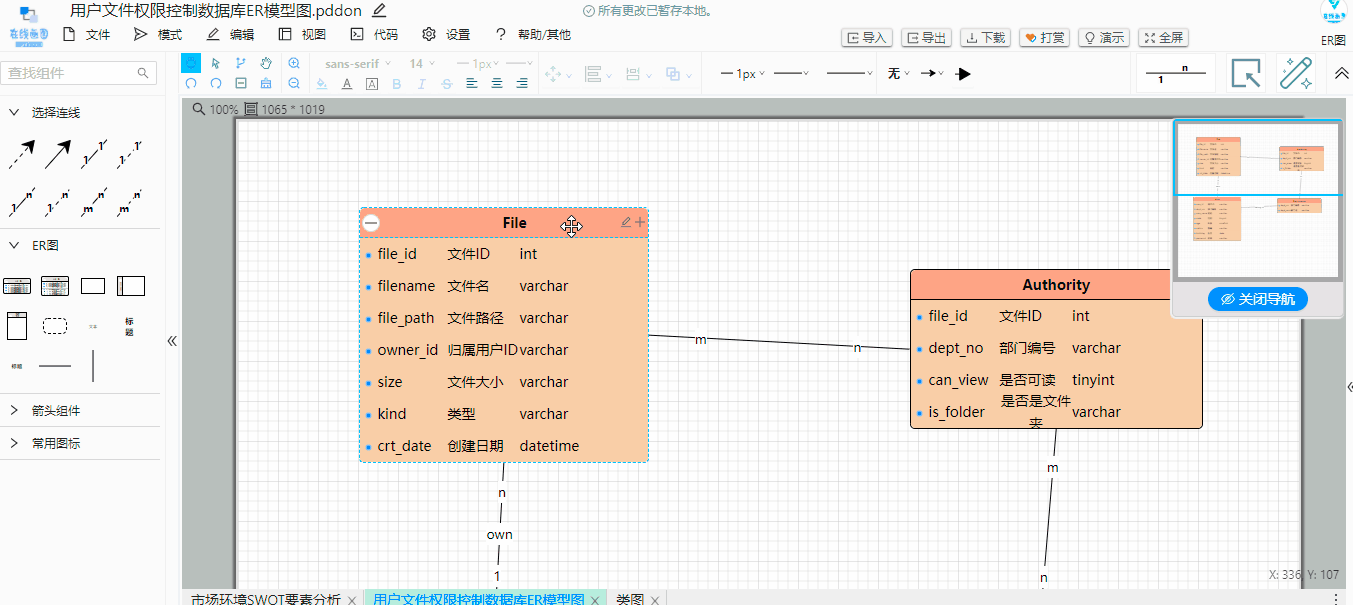 用户文件权限控制数据库ER模型图.pddon
所有更改已暂存本地。
在线画图
文件 模式 编辑 视图 代码 设置 ? 帮助/其他
导入 导出 下载 打赏 演示 全屏
ER图
查找组件
sans-serif 14 1px
1px 无
1 n
100% 1065 * 1019
选择连线
1 1 1 1
1 n 1 n m n m n
ER图
文本 标题
标题
箭头组件
常用图标
File
file_id 文件ID int
filename 文件名 varchar
file_path 文件路径 varchar
owner_id 归属用户ID varchar
size 文件大小 varchar
kind 类型 varchar
crt_date 创建日期 datetime
m n
Authority
file_id 文件ID int
dept_no 部门编号 varchar
can_view 是否可读 tinyint
is_folder 是否是文件夹 varchar
n
own
1
m
n
关闭导航
X: 336, Y: 107
市场环境SWOT要素分析 用户文件权限控制数据库ER模型图 类图